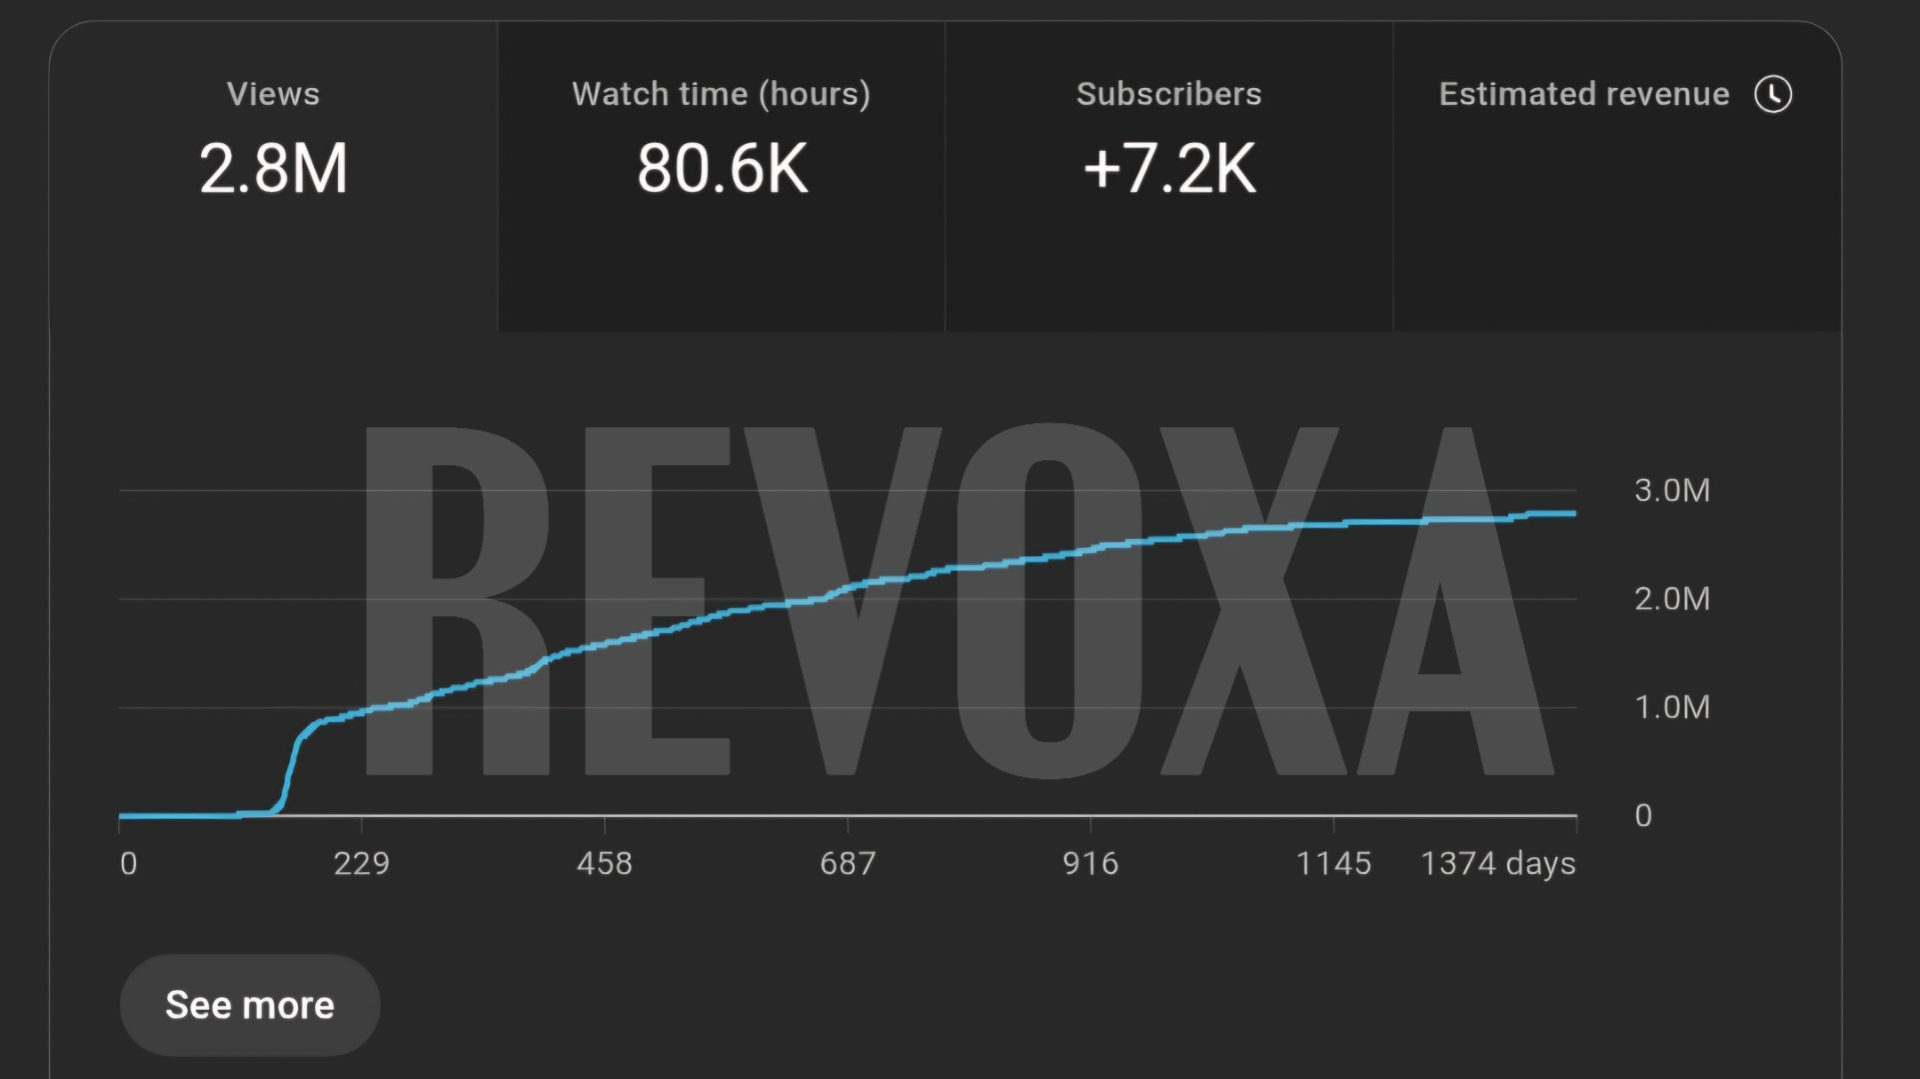 Views
2.8M
Watch time (hours)
80.6K
Subscribers
+7.2K
Estimated revenue
REVOXA
3.0M
2.0M
1.0M
0
0 229 458 687 916 1145 1374 days
See more